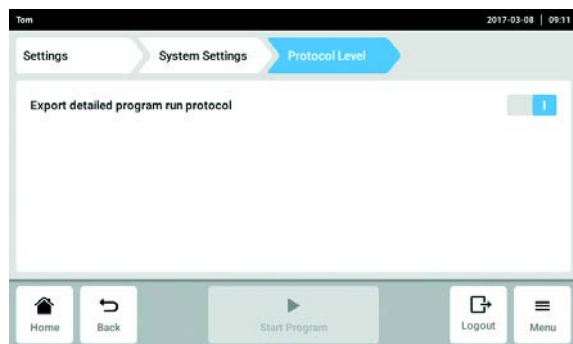 Tom 2017-03-08 | 09:11
Settings System Settings Protocol Level
Export detailed program run protocol
Start Program
Home Back Logout Menu